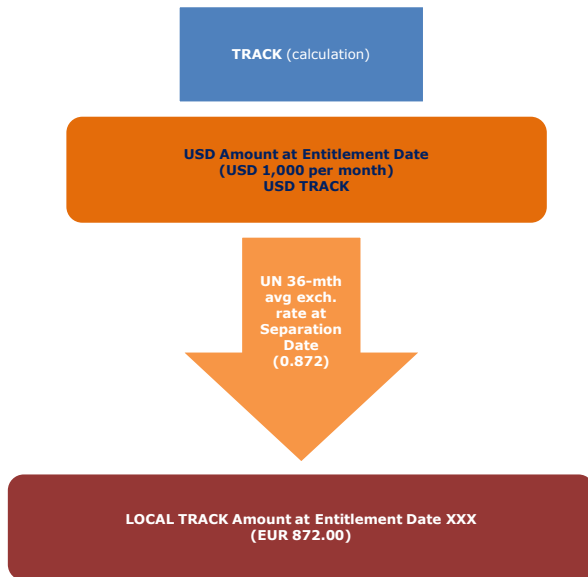 TRACK (calculation)
USD Amount at Entitlement Date
(USD 1,000 per month)
USD TRACK
UN 36-mth
avg exch.
rate at
Separation
Date
(0.872)
LOCAL TRACK Amount at Entitlement Date XXX
(EUR 872.00)